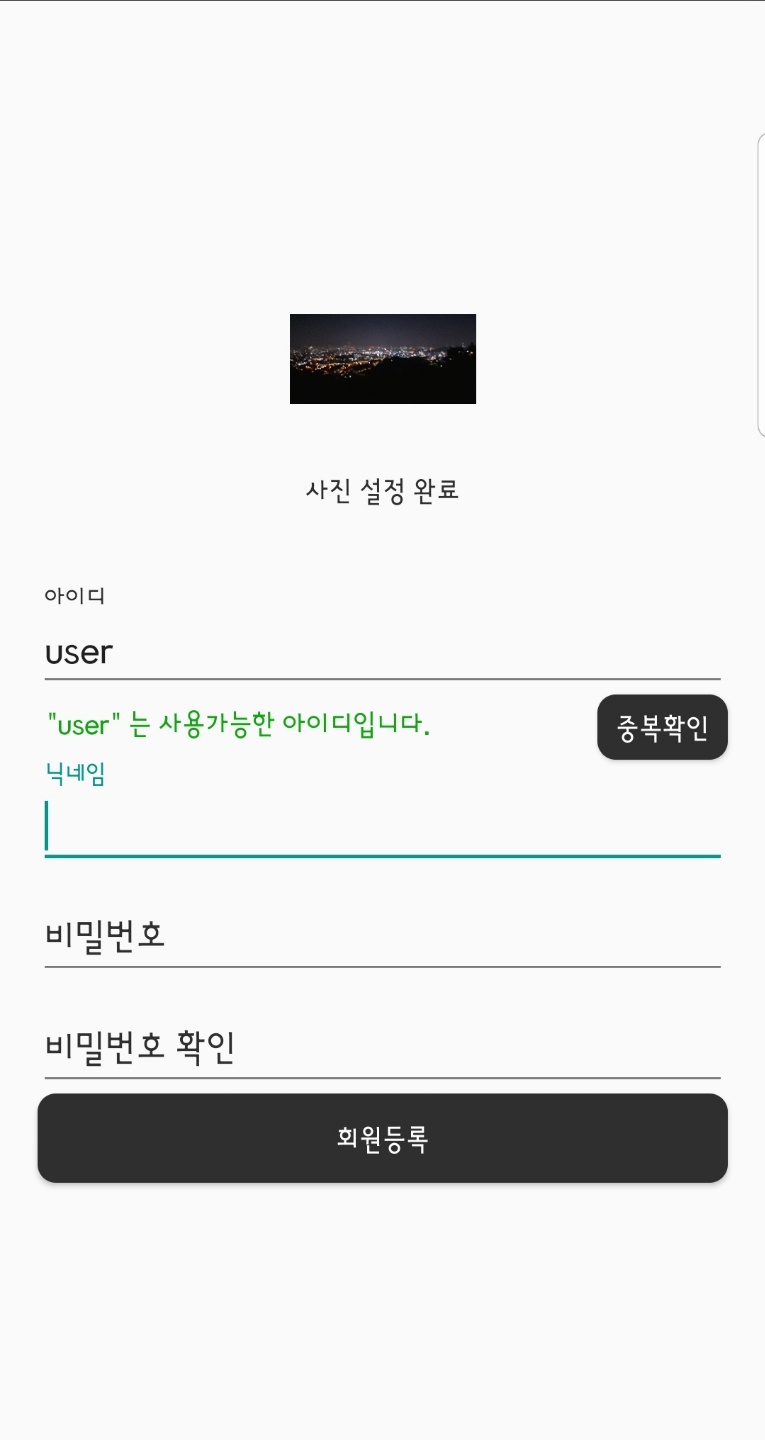 사진 설정 완료
아이디
user
"user" 는 사용가능한 아이디입니다.
중복확인
닉네임
비밀번호
비밀번호 확인
회원등록